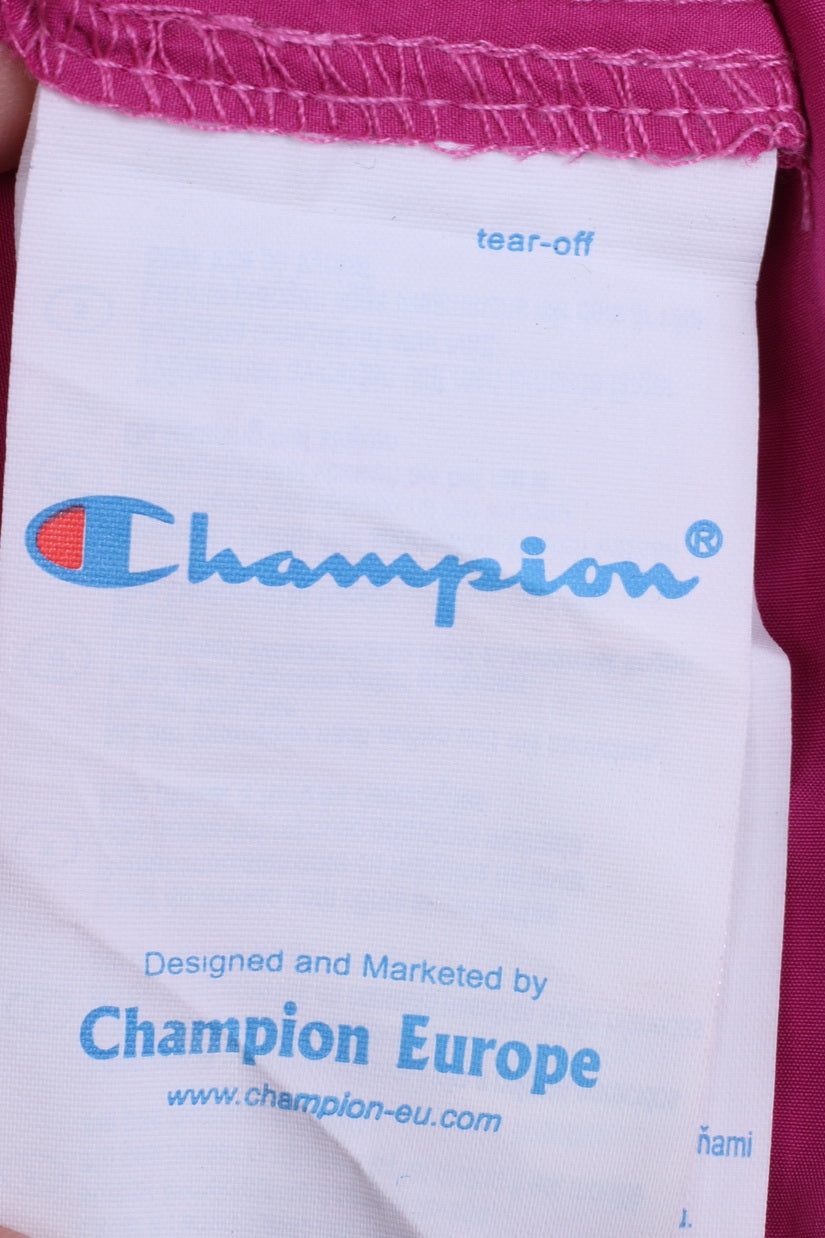 tear-off
Champion®
Designed and Marketed by
Champion Europe
www.champion-eu.com
ňami